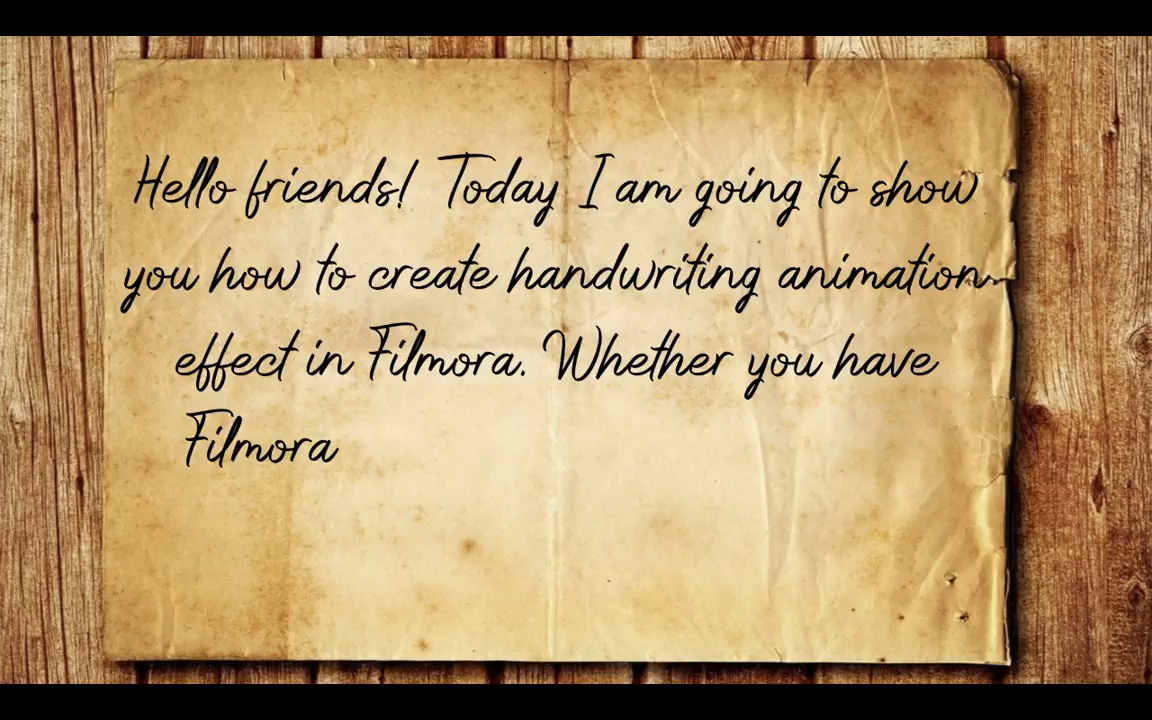 Hello friends! Today I am going to show
you how to create handwriting animation
effect in Filmora. Whether you have
Filmora